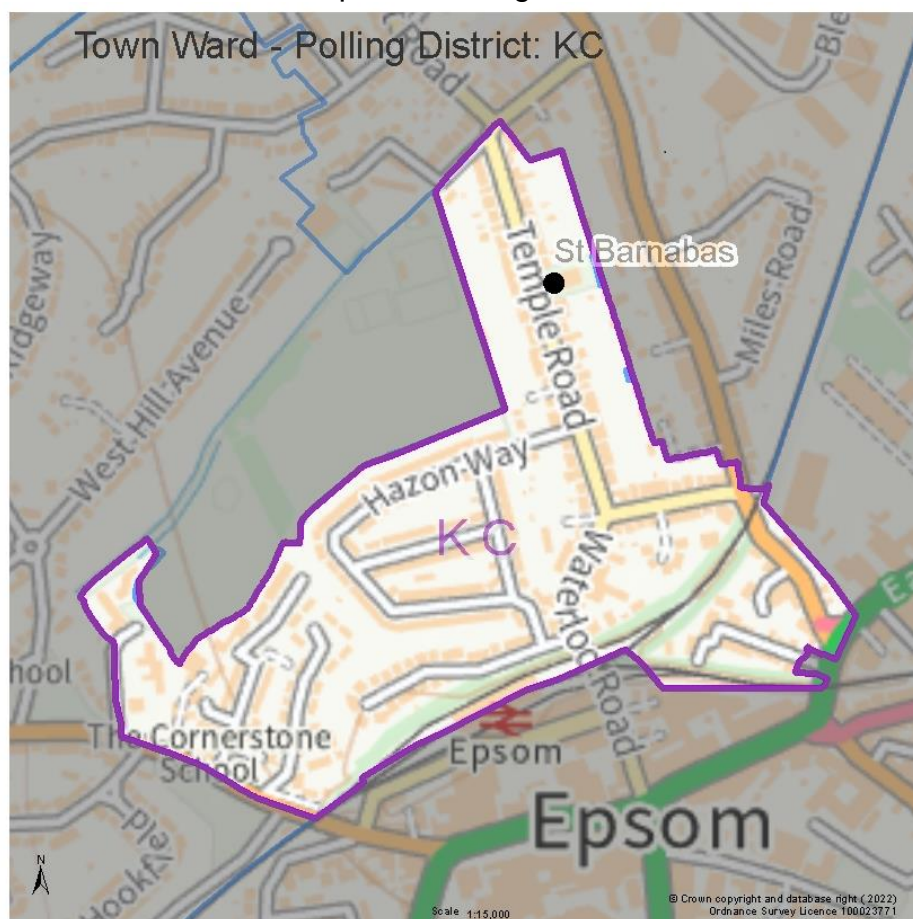 Town Ward - Polling District: KC
Road
St Barnabas
Temple Road
Miles Road
West Hill Avenue
Hazon Way
KC
Waterloo Road
The Cornerstone
School
Epsom
Epsom
N
Scale 1:15,000
© Crown copyright and database right (2022)
Ordnance Survey Licence 100023771